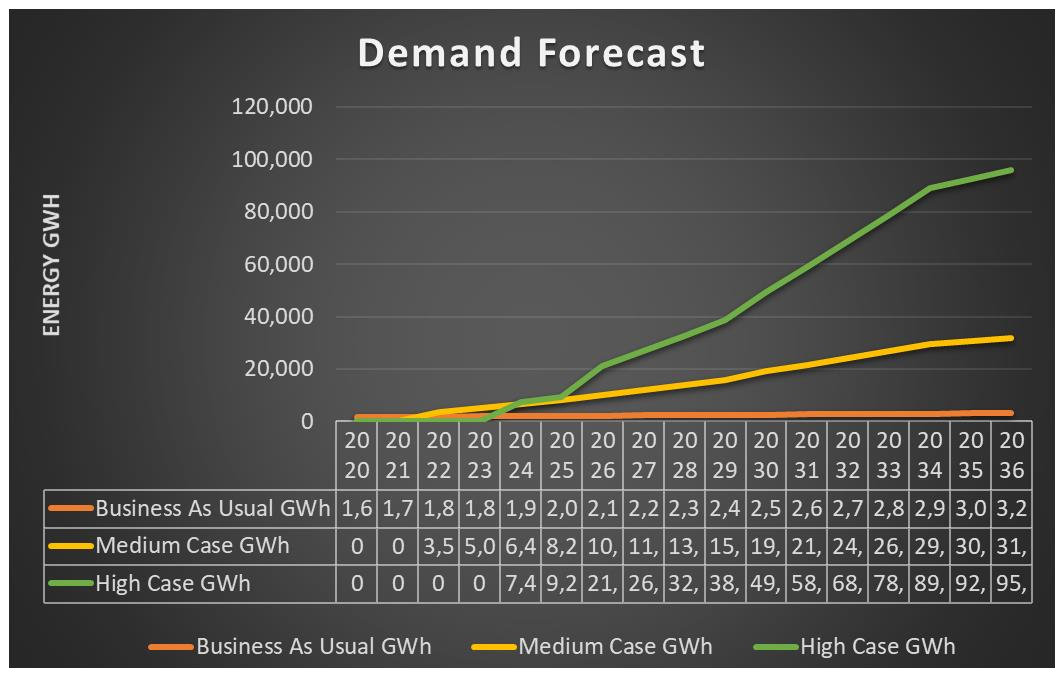 Demand Forecast
120,000
100,000
80,000
60,000
40,000
20,000
0
ENERGY GWH
20 20 20 20 20 20 20 20 20 20 20 20 20 20 20 20 20
20 21 22 23 24 25 26 27 28 29 30 31 32 33 34 35 36
Business As Usual GWh 1,6 1,7 1,8 1,8 1,9 2,0 2,1 2,2 2,3 2,4 2,5 2,6 2,7 2,8 2,9 3,0 3,2
Medium Case GWh 0 0 3,5 5,0 6,4 8,2 10, 11, 13, 15, 19, 21, 24, 26, 29, 30, 31,
High Case GWh 0 0 0 0 7,4 9,2 21, 26, 32, 38, 49, 58, 68, 78, 89, 92, 95,
Business As Usual GWh Medium Case GWh High Case GWh